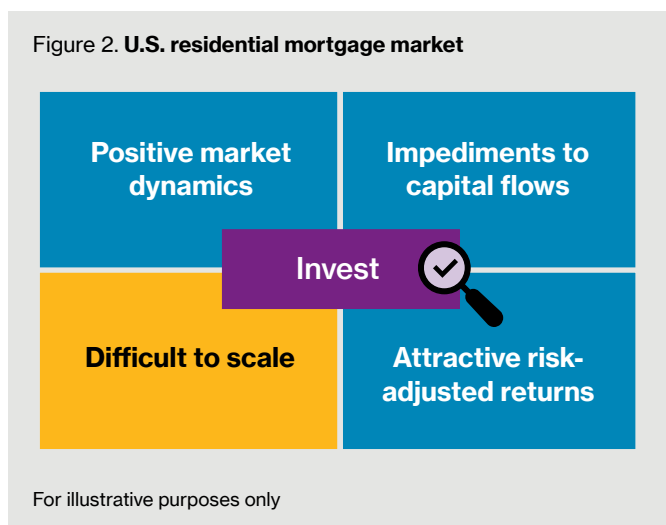 Figure 2. U.S. residential mortgage market
Positive market
dynamics
Impediments to
capital flows
Invest
Difficult to scale
Attractive risk-
adjusted returns
For illustrative purposes only